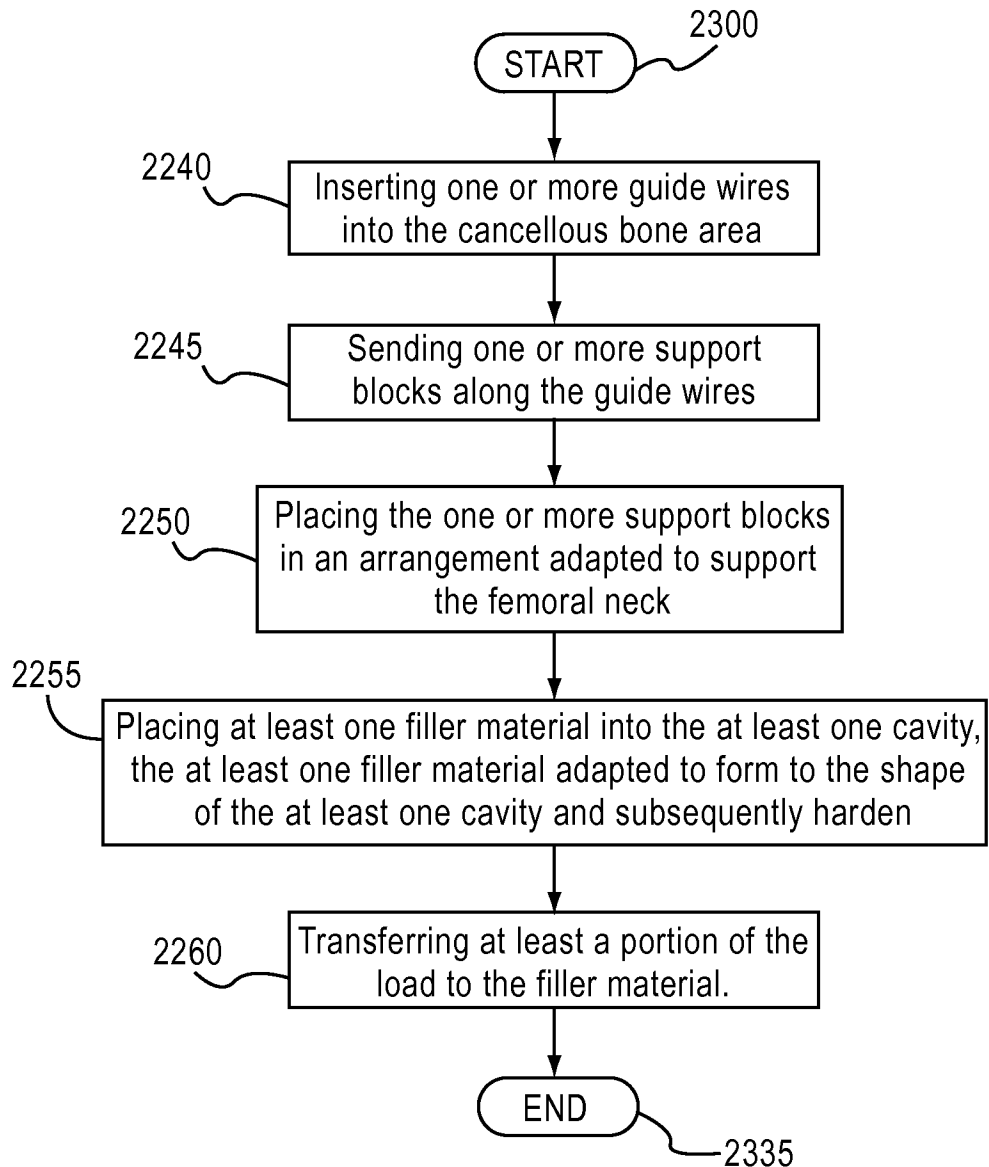 2300
START
2240
Inserting one or more guide wires
into the cancellous bone area
2245
Sending one or more support
blocks along the guide wires
2250
Placing the one or more support blocks
in an arrangement adapted to support
the femoral neck
2255
Placing at least one filler material into the at least one cavity,
the at least one filler material adapted to form to the shape
of the at least one cavity and subsequently harden
2260
Transferring at least a portion of the
load to the filler material.
END
2335